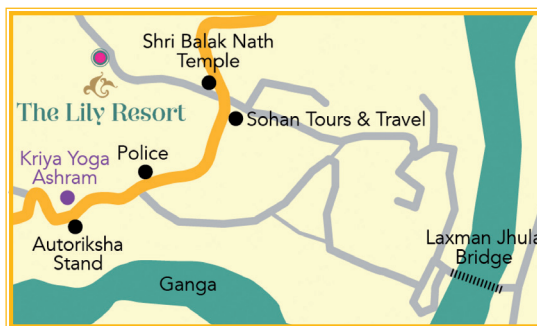 Shri Balak Nath
Temple
The Lily Resort
Sohan Tours & Travel
Kriya Yoga
Ashram
Police
Autoriksha
Stand
Laxman Jhula
Bridge
Ganga